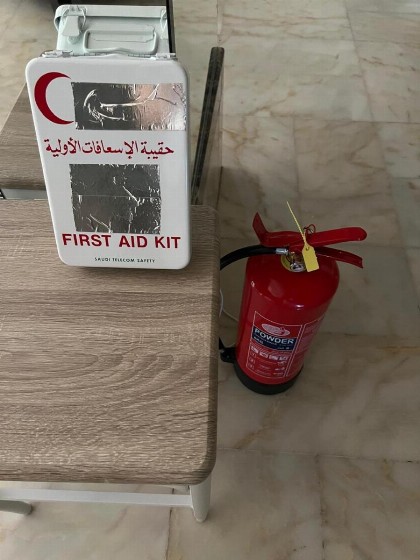 حقيبة الإسعافات الأولية
FIRST AID KIT
SAUDI TELECOM SAFETY
POWDER